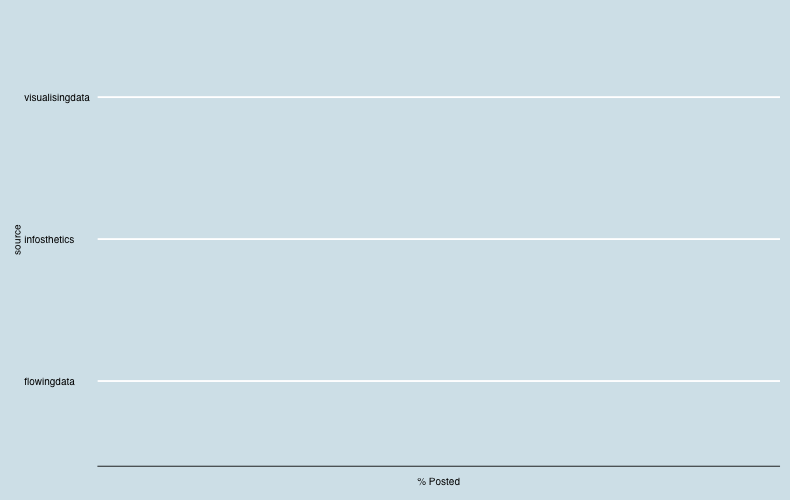 visualisingdata
source
infosthetics
flowingdata
% Posted